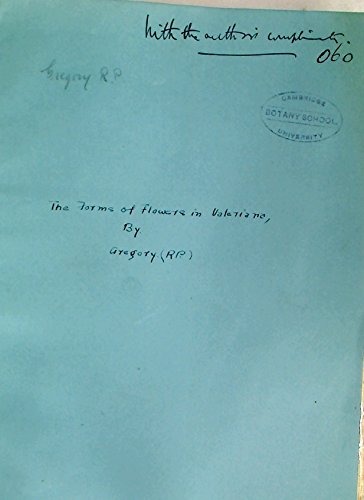 With the author's compliments.
060
Gregory R.P.
CAMBRIDGE
BOTANY SCHOOL
UNIVERSITY
The Forms of Flowers in Valeriana,
By
Gregory (RP)